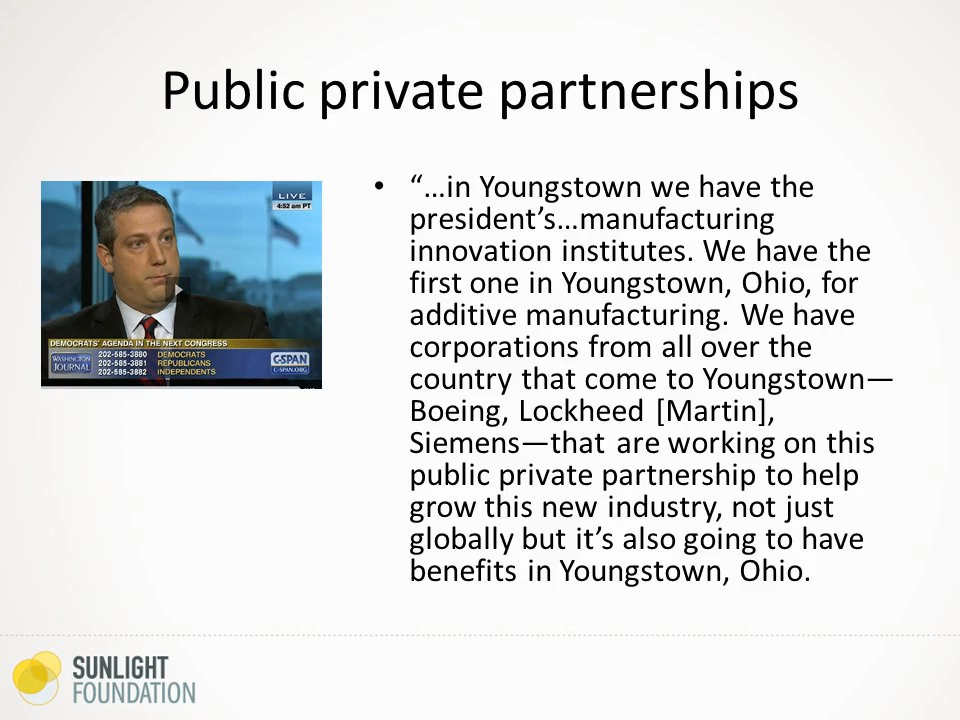 Public private partnerships
LIVE
4:52 am PT
DEMOCRATS' AGENDA IN THE NEXT CONGRESS
WASHINGTON JOURNAL
202-585-3880 DEMOCRATS
202-585-3881 REPUBLICANS
202-585-3882 INDEPENDENTS
C-SPAN
C-SPAN.ORG
• “…in Youngstown we have the
president’s…manufacturing
innovation institutes. We have the
first one in Youngstown, Ohio, for
additive manufacturing. We have
corporations from all over the
country that come to Youngstown—
Boeing, Lockheed [Martin],
Siemens—that are working on this
public private partnership to help
grow this new industry, not just
globally but it’s also going to have
benefits in Youngstown, Ohio.
SUNLIGHT
FOUNDATION